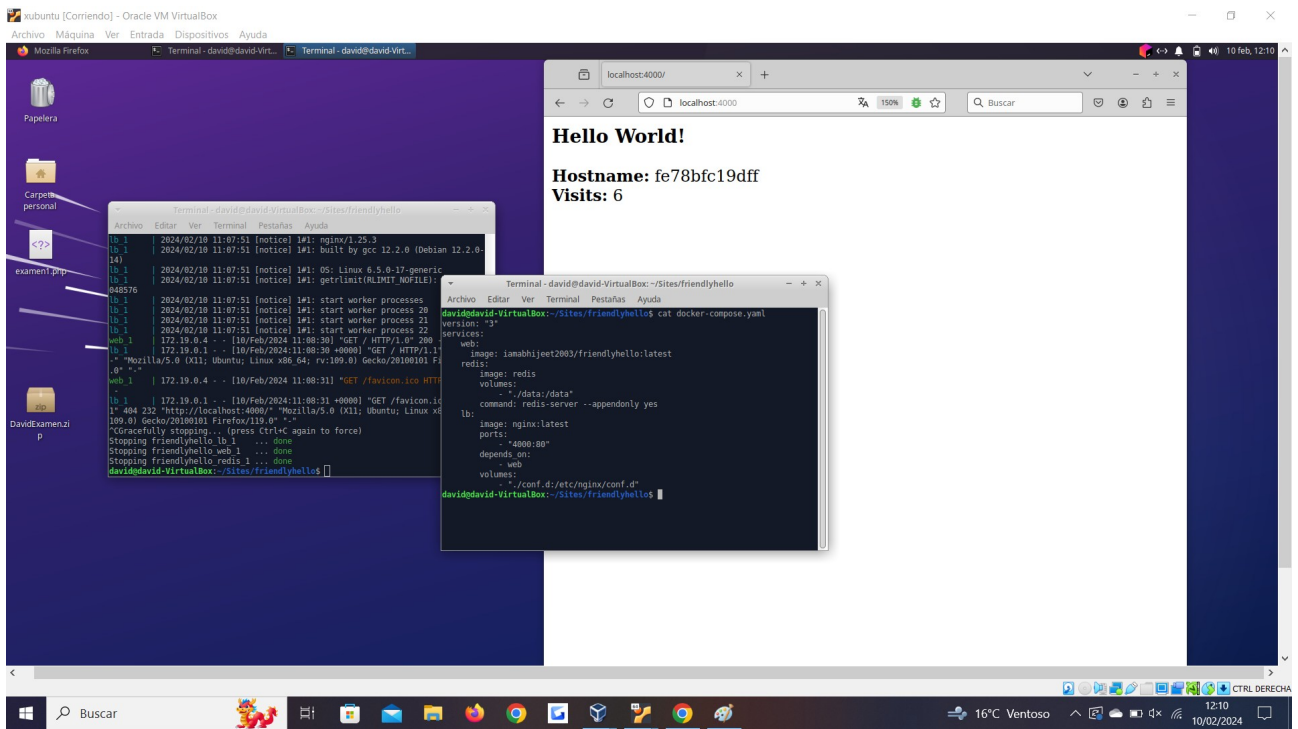 xubuntu [Corriendo] - Oracle VM VirtualBox
Archivo Máquina Ver Entrada Dispositivos Ayuda
Mozilla Firefox
Terminal - david@david-Virt...
Terminal - david@david-Virt...
10 feb, 12:10
Papelera
Carpeta personal
<?>
examen1.php
zip
DavidExamen.zi
p
localhost:4000/
localhost:4000
150%
Buscar
Hello World!
Hostname: fe78bfc19dff
Visits: 6
Terminal - david@david-VirtualBox: ~/Sites/friendlyhello
Archivo Editar Ver Terminal Pestañas Ayuda
lb_1 | 2024/02/10 11:07:51 [notice] 1#1: nginx/1.25.3
lb_1 | 2024/02/10 11:07:51 [notice] 1#1: built by gcc 12.2.0 (Debian 12.2.0-
14)
lb_1 | 2024/02/10 11:07:51 [notice] 1#1: OS: Linux 6.5.0-17-generic
lb_1 | 2024/02/10 11:07:51 [notice] 1#1: getrlimit(RLIMIT_NOFILE):
048576
lb_1 | 2024/02/10 11:07:51 [notice] 1#1: start worker processes
lb_1 | 2024/02/10 11:07:51 [notice] 1#1: start worker process 20
lb_1 | 2024/02/10 11:07:51 [notice] 1#1: start worker process 21
lb_1 | 2024/02/10 11:07:51 [notice] 1#1: start worker process 22
web_1 | 172.19.0.4 - - [10/Feb/2024 11:08:30] "GET / HTTP/1.0" 200 -
lb_1 | 172.19.0.1 - - [10/Feb/2024:11:08:30 +0000] "GET / HTTP/1.1"
-" "Mozilla/5.0 (X11; Ubuntu; Linux x86_64; rv:109.0) Gecko/20100101 Fi
.0" "-"
web_1 | 172.19.0.4 - - [10/Feb/2024 11:08:31] "GET /favicon.ico HTT
-
lb_1 | 172.19.0.1 - - [10/Feb/2024:11:08:31 +0000] "GET /favicon.ic
1" 404 232 "http://localhost:4000/" "Mozilla/5.0 (X11; Ubuntu; Linux x8
109.0) Gecko/20100101 Firefox/119.0" "-"
^CGracefully stopping... (press Ctrl+C again to force)
Stopping friendlyhello_lb_1 ... done
Stopping friendlyhello_web_1 ... done
Stopping friendlyhello_redis_1 ... done
david@david-VirtualBox:~/Sites/friendlyhello$
Terminal - david@david-VirtualBox: ~/Sites/friendlyhello
Archivo Editar Ver Terminal Pestañas Ayuda
david@david-VirtualBox:~/Sites/friendlyhello$ cat docker-compose.yaml
version: "3"
services:
web:
image: iamabhijeet2003/friendlyhello:latest
redis:
image: redis
volumes:
- "./data:/data"
command: redis-server --appendonly yes
lb:
image: nginx:latest
ports:
- "4000:80"
depends_on:
- web
volumes:
- "./conf.d:/etc/nginx/conf.d"
david@david-VirtualBox:~/Sites/friendlyhello$
CTRL DERECHA
Buscar
16°C Ventoso
12:10
10/02/2024